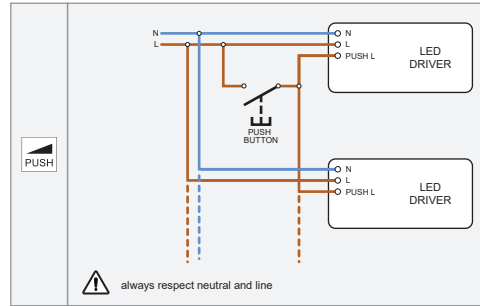 N
L
N
L
PUSH L
LED
DRIVER
PUSH
BUTTON
PUSH
N
L
PUSH L
LED
DRIVER
always respect neutral and line